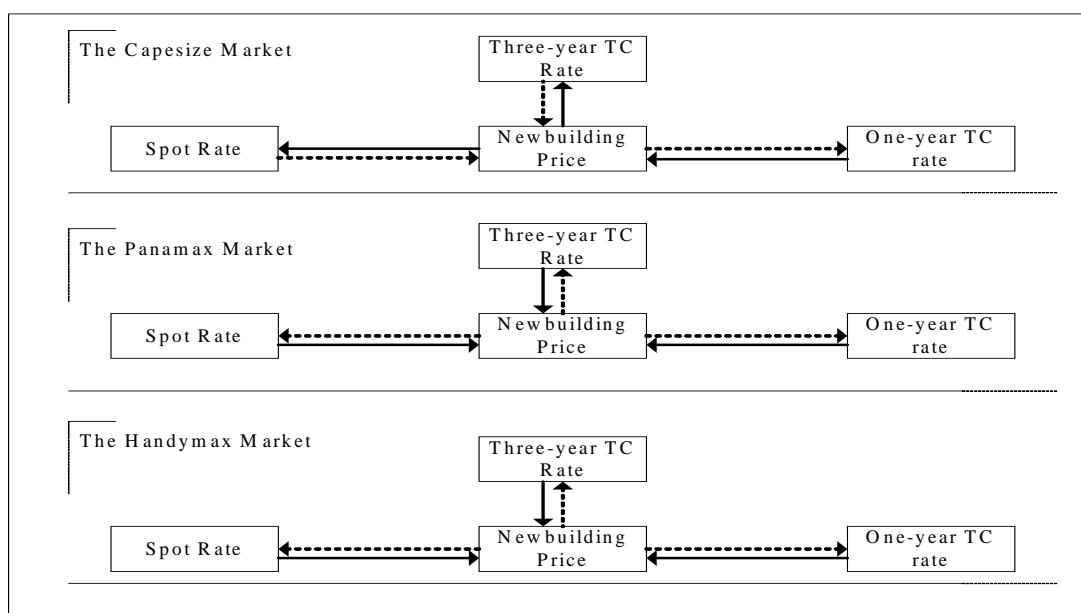 The Capesize Market
Three-year TC
Rate
Spot Rate
Newbuilding
Price
One-year TC
rate
The Panamax Market
Three-year TC
Rate
Spot Rate
Newbuilding
Price
One-year TC
rate
The Handymax Market
Three-year TC
Rate
Spot Rate
Newbuilding
Price
One-year TC
rate